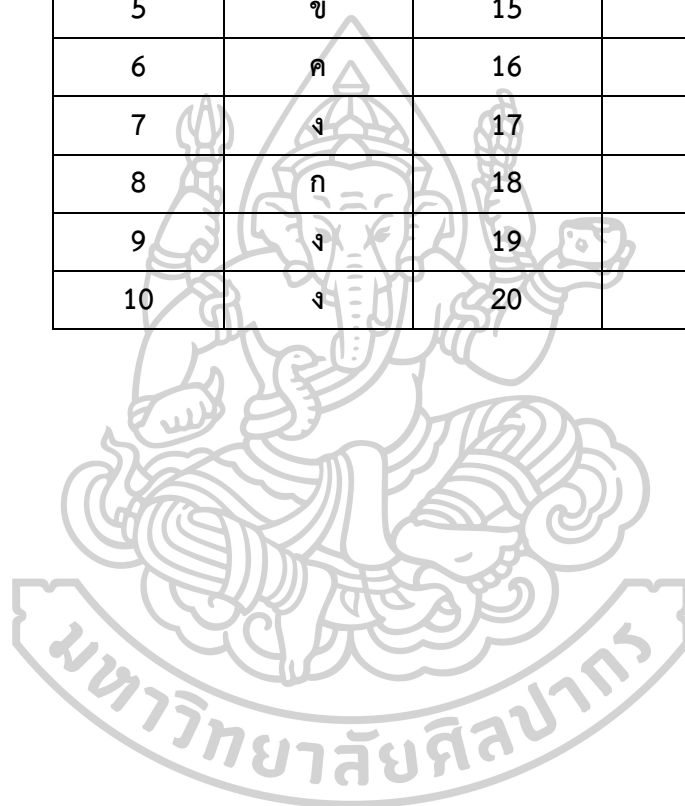 5 ข 15
6 ค 16
7 ง 17
8 ก 18
9 ง 19
10 ง 20
มหาวิทยาลัยศิลปากร